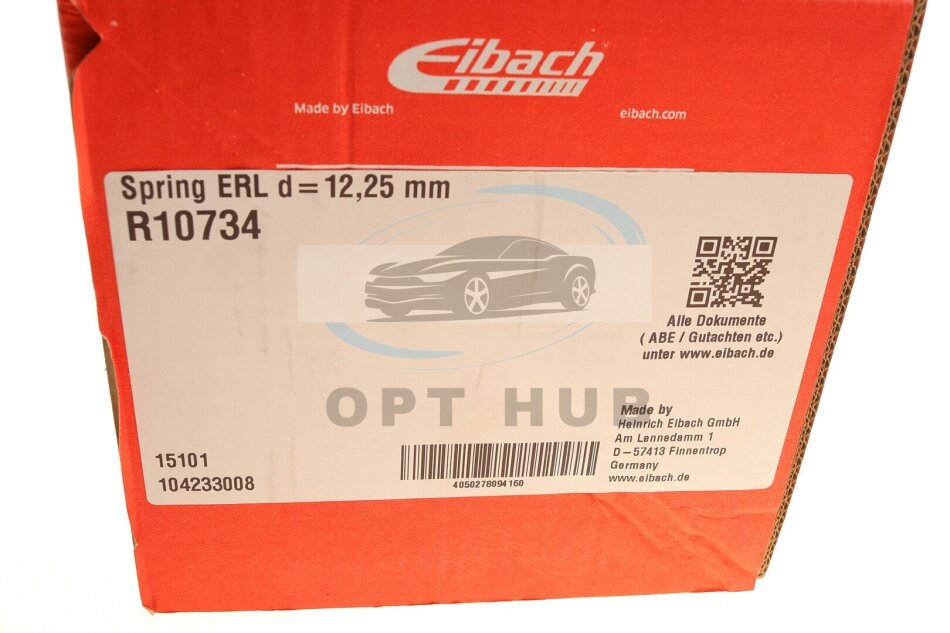 Eibach
Made by Eibach
eibach.com
Spring ERL d=12,25 mm
R10734
Alle Dokumente
( ABE / Gutachten etc.)
unter www.eibach.de
OPT HUB
Made by
Heinrich Eibach GmbH
Am Lennedamm 1
D-57413 Finnentrop
Germany
www.eibach.de
15101
104233008
4050278094160